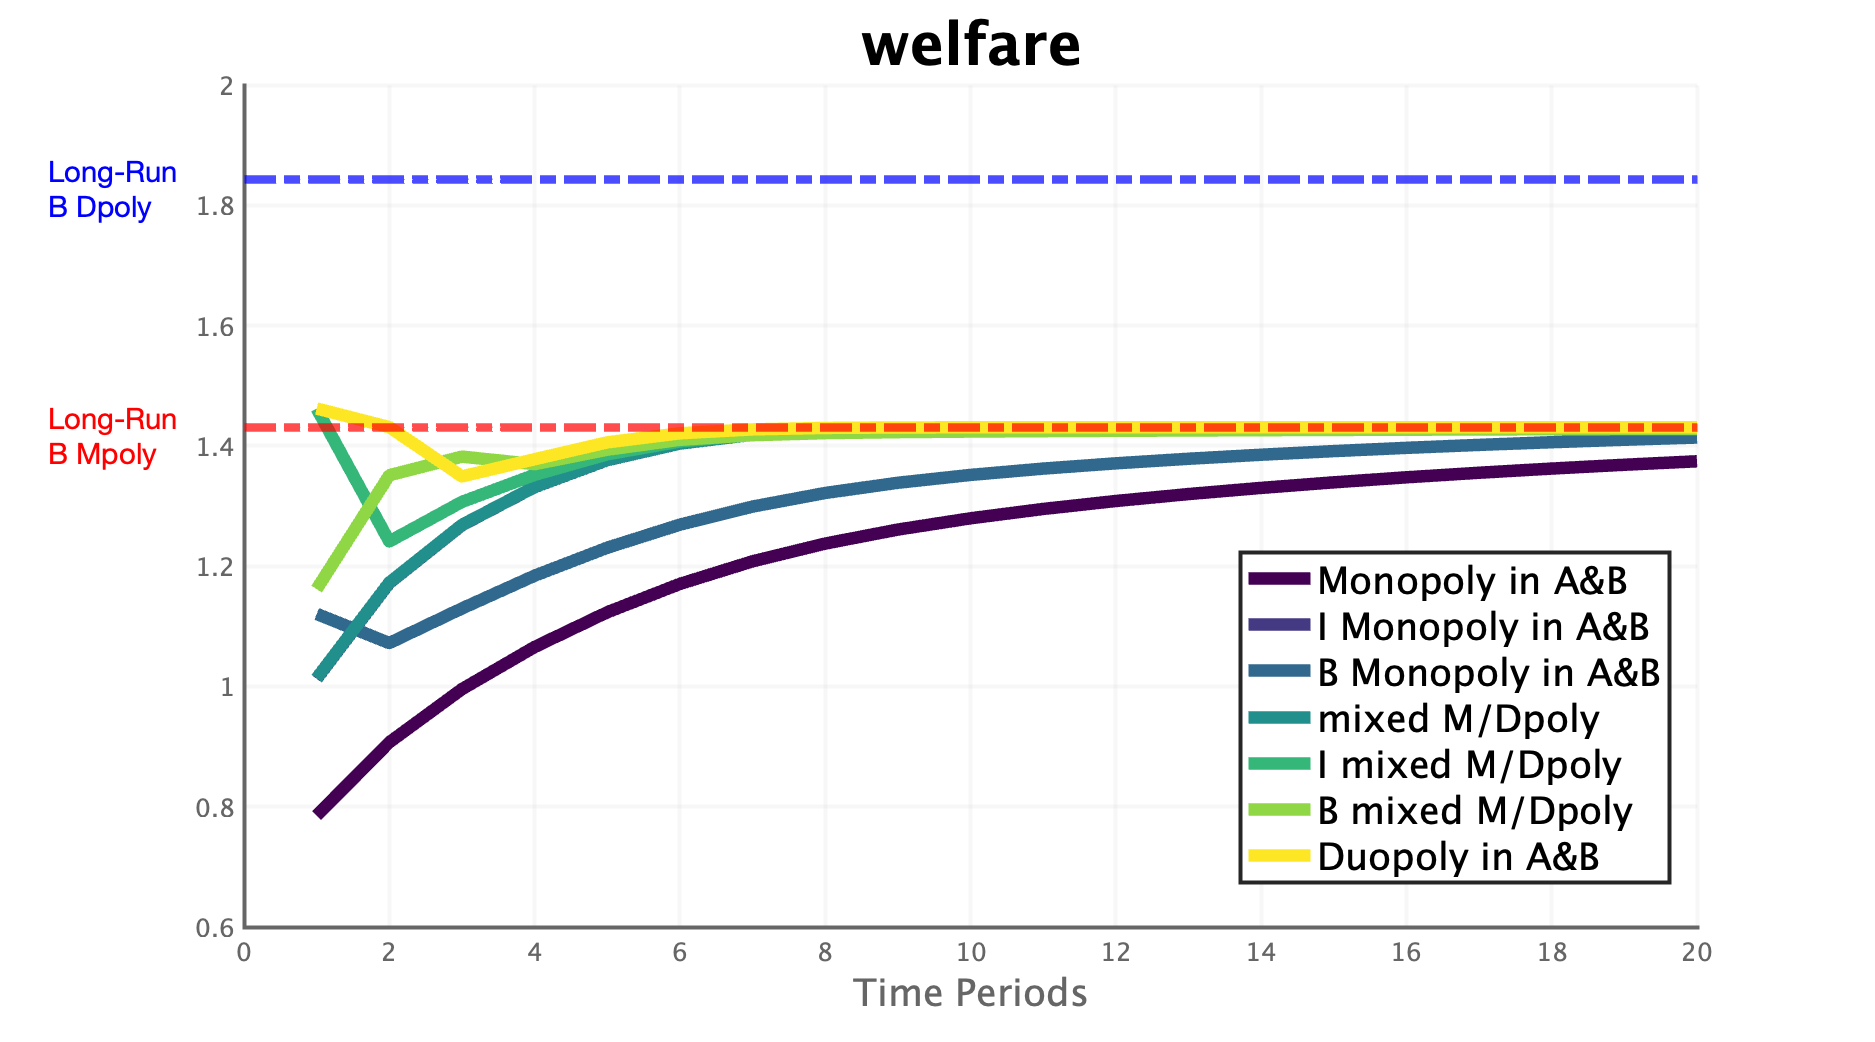 welfare
Long-Run
B Dpoly
Long-Run
B Mpoly
2
1.8
1.6
1.4
1.2
1
0.8
0.6
0 2 4 6 8 10 12 14 16 18 20
Time Periods
Monopoly in A&B
I Monopoly in A&B
B Monopoly in A&B
mixed M/Dpoly
I mixed M/Dpoly
B mixed M/Dpoly
Duopoly in A&B